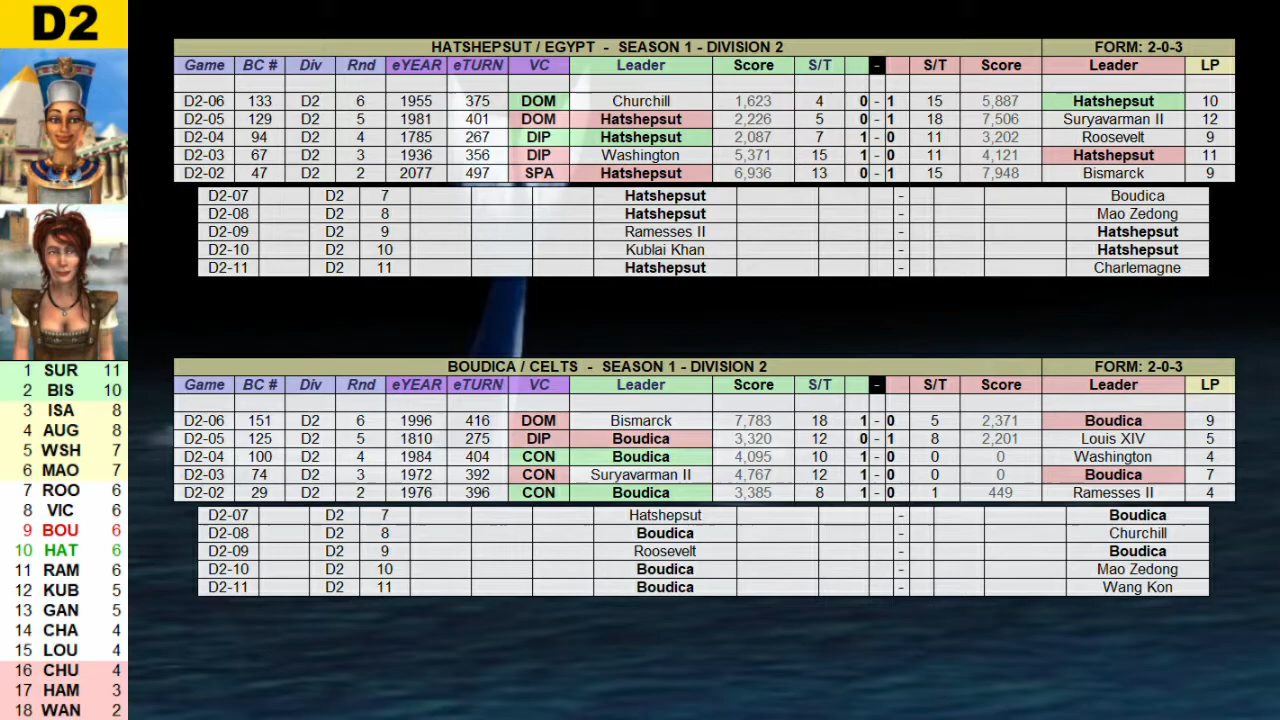 D2
HATSHEPSUT / EGYPT - SEASON 1 - DIVISION 2 FORM: 2-0-3
Game BC # Div Rnd eYEAR eTURN VC Leader Score S/T - S/T Score Leader LP
D2-06 133 D2 6 1955 375 DOM Churchill 1,623 4 0 - 1 15 5,887 Hatshepsut 10
D2-05 129 D2 5 1981 401 DOM Hatshepsut 2,226 5 0 - 1 18 7,506 Suryavarman II 12
D2-04 94 D2 4 1785 267 DIP Hatshepsut 2,087 7 1 - 0 11 3,202 Roosevelt 9
D2-03 67 D2 3 1936 356 DIP Washington 5,371 15 1 - 0 11 4,121 Hatshepsut 11
D2-02 47 D2 2 2077 497 SPA Hatshepsut 6,936 13 0 - 1 15 7,948 Bismarck 9
D2-07 D2 7 Hatshepsut - Boudica
D2-08 D2 8 Hatshepsut - Mao Zedong
D2-09 D2 9 Ramesses II - Hatshepsut
D2-10 D2 10 Kublai Khan - Hatshepsut
D2-11 D2 11 Hatshepsut - Charlemagne
BOUDICA / CELTS - SEASON 1 - DIVISION 2 FORM: 2-0-3
Game BC # Div Rnd eYEAR eTURN VC Leader Score S/T - S/T Score Leader LP
D2-06 151 D2 6 1996 416 DOM Bismarck 7,783 18 1 - 0 5 2,371 Boudica 9
D2-05 125 D2 5 1810 275 DIP Boudica 3,320 12 0 - 1 8 2,201 Louis XIV 5
D2-04 100 D2 4 1984 404 CON Boudica 4,095 10 1 - 0 0 0 Washington 4
D2-03 74 D2 3 1972 392 CON Suryavarman II 4,767 12 1 - 0 0 0 Boudica 7
D2-02 29 D2 2 1976 396 CON Boudica 3,385 8 1 - 0 1 449 Ramesses II 4
D2-07 D2 7 Hatshepsut - Boudica
D2-08 D2 8 Boudica - Churchill
D2-09 D2 9 Roosevelt - Boudica
D2-10 D2 10 Boudica - Mao Zedong
D2-11 D2 11 Boudica - Wang Kon
1 SUR 11
2 BIS 10
3 ISA 8
4 AUG 8
5 WSH 7
6 MAO 7
7 ROO 6
8 VIC 6
9 BOU 6
10 HAT 6
11 RAM 6
12 KUB 5
13 GAN 5
14 CHA 4
15 LOU 4
16 CHU 4
17 HAM 3
18 WAN 2